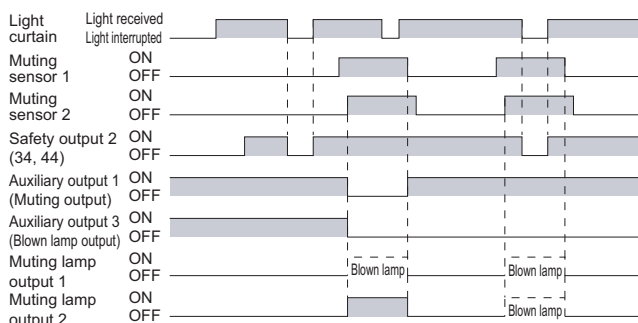 Light curtain Light received
Light interrupted
Muting sensor 1 ON
OFF
Muting sensor 2 ON
OFF
Safety output 2 (34, 44) ON
OFF
Auxiliary output 1 (Muting output) ON
OFF
Auxiliary output 3 (Blown lamp output) ON
OFF
Muting lamp output 1 ON
OFF
Blown lamp
Blown lamp
Muting lamp output 2 ON
OFF
Blown lamp